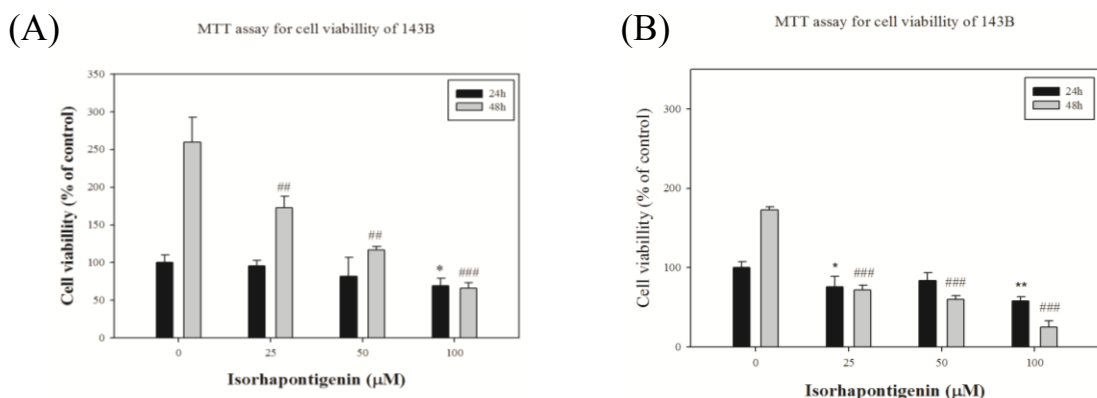 (A)
MTT assay for cell viabillity of 143B
Cell viabillity (% of control)
350
300
250
200
150
100
50
0
24h
48h
##
##
*
###
0 25 50 100
Isorhapontigenin (μM)
(B)
MTT assay for cell viabillity of 143B
Cell viabillity (% of control)
300
200
100
0
24h
48h
*
###
###
**
###
0 25 50 100
Isorhapontigenin (μM)